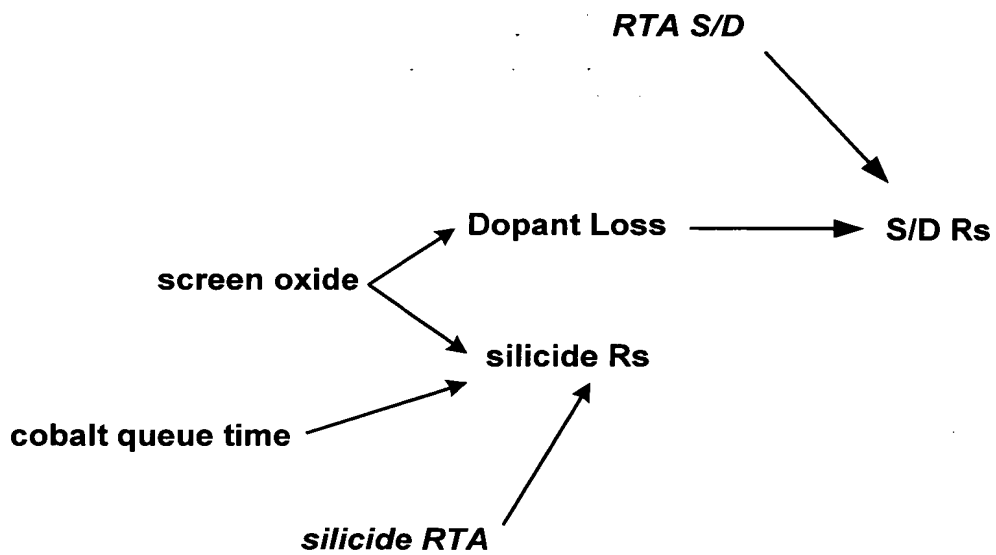 RTA S/D
Dopant Loss
S/D Rs
screen oxide
silicide Rs
cobalt queue time
silicide RTA